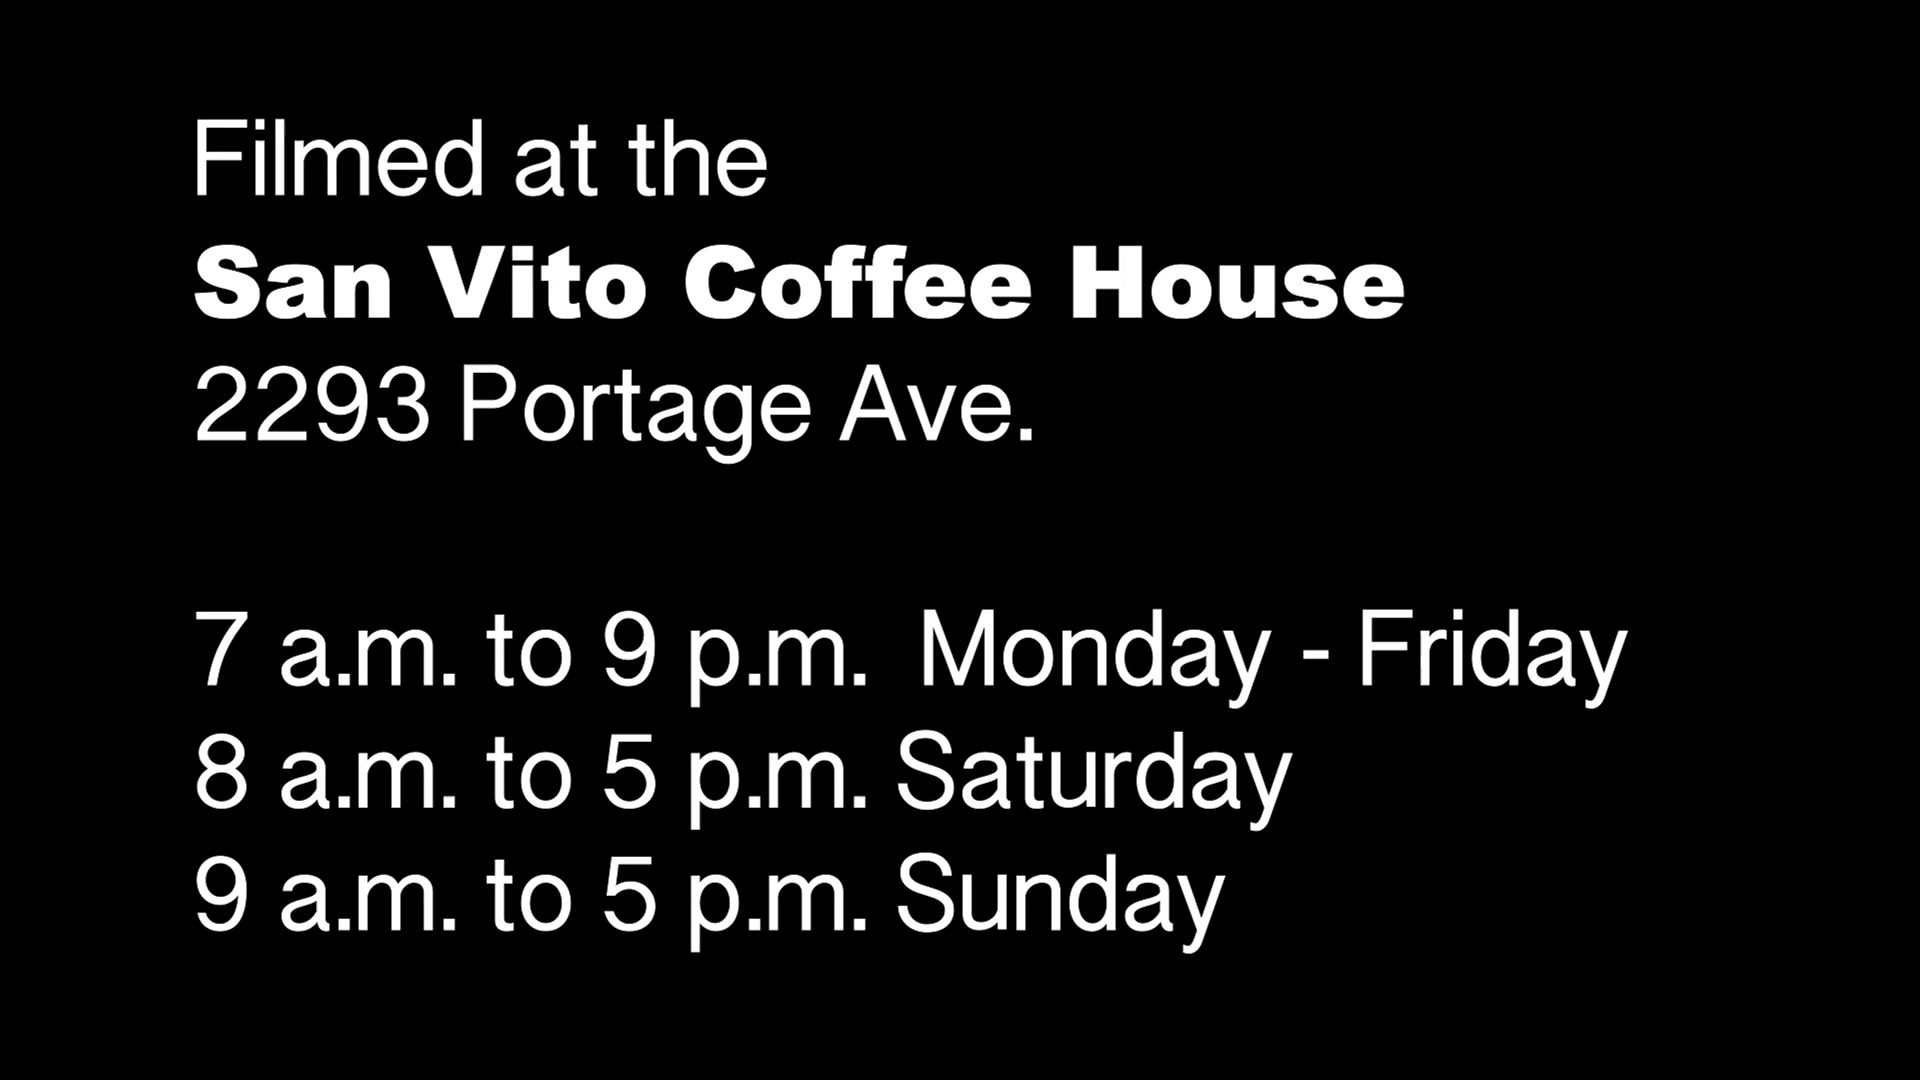 Filmed at the
San Vito Coffee House
2293 Portage Ave.
7 a.m. to 9 p.m.  Monday - Friday
8 a.m. to 5 p.m. Saturday
9 a.m. to 5 p.m. Sunday